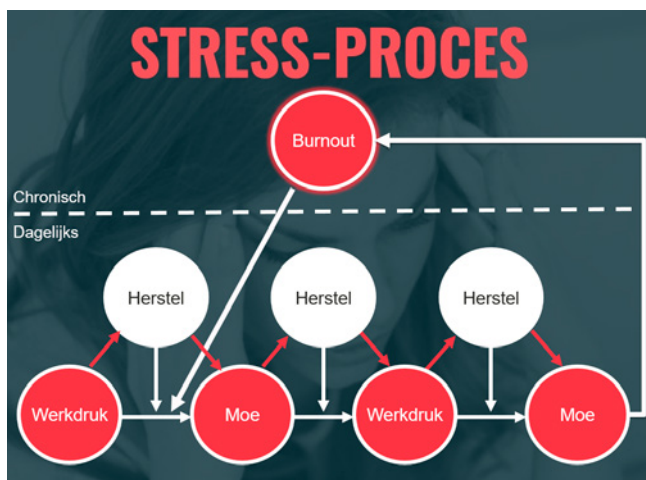 STRESS-PROCES
Burnout
Chronisch
Dagelijks
Herstel
Herstel
Herstel
Werkdruk
Moe
Werkdruk
Moe